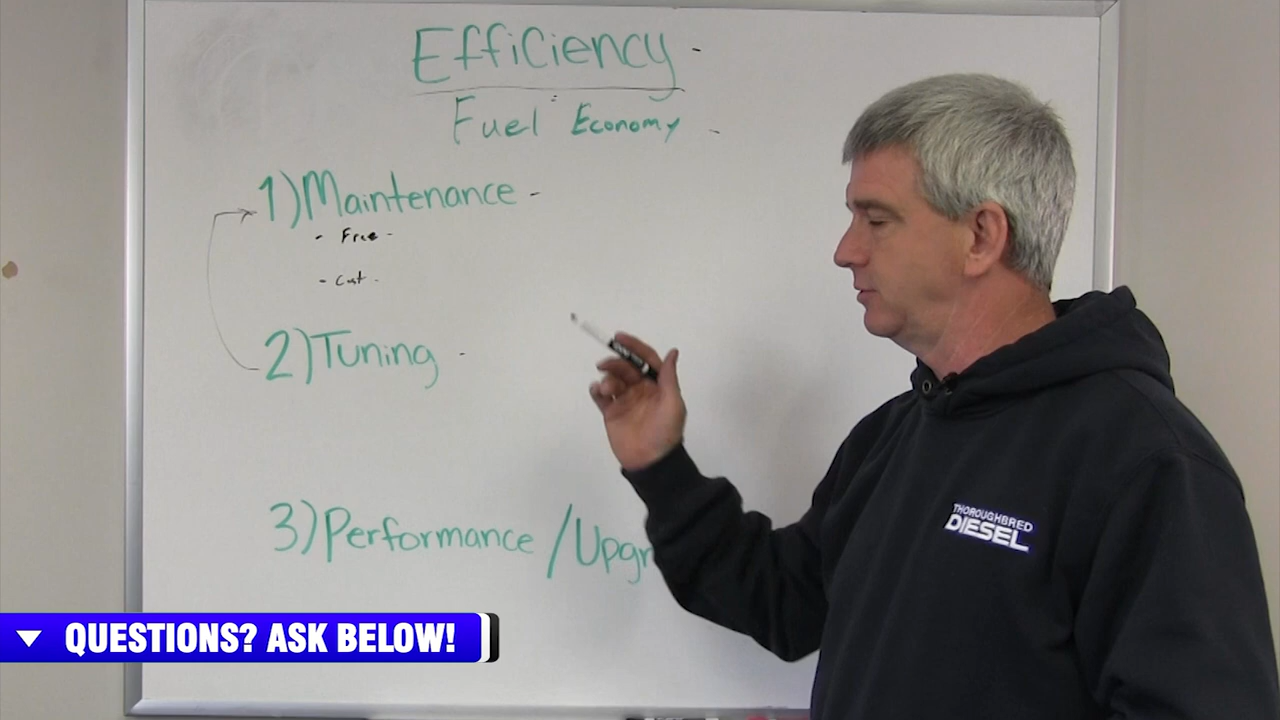 Efficiency -
Fuel Economy -
1) Maintenance -
- Free -
- Cost -
2) Tuning -
3) Performance / Upgr
THOROUGHBRED
DIESEL
QUESTIONS? ASK BELOW!